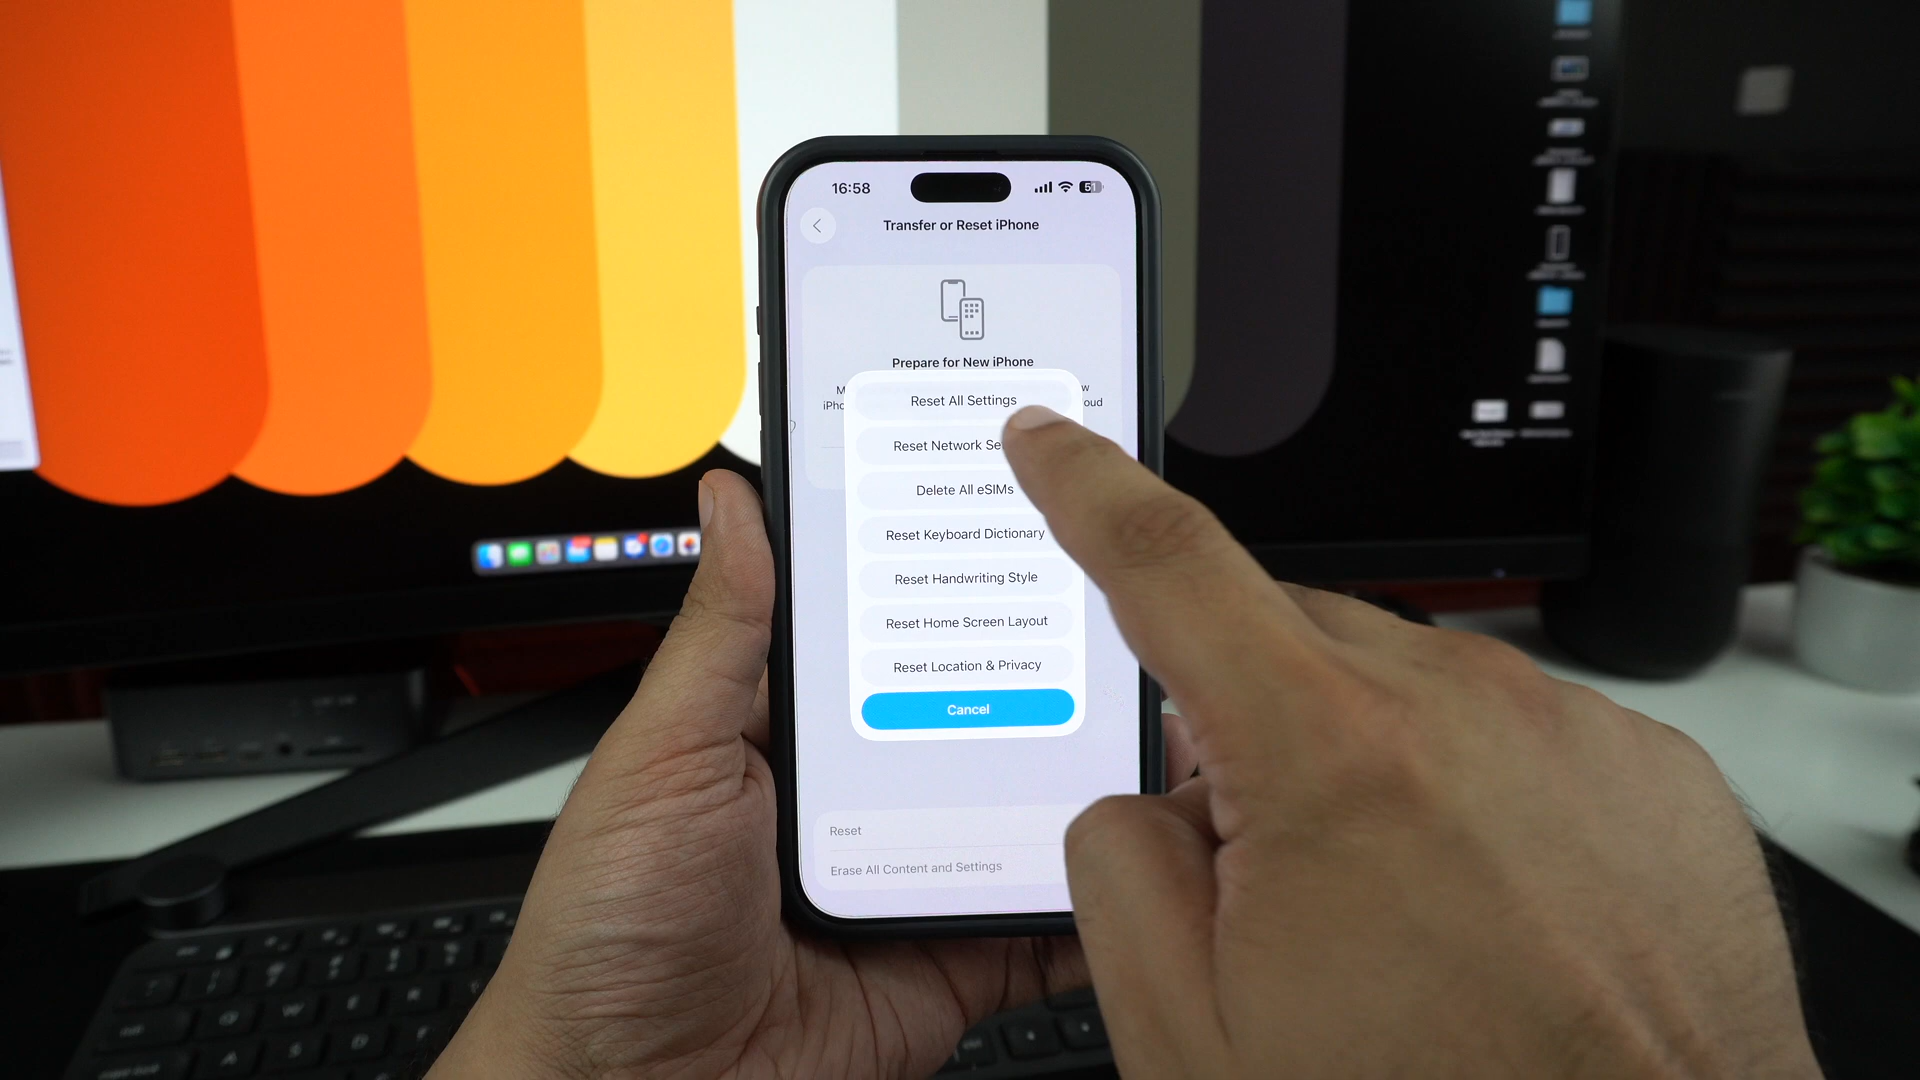 16:58
51
Transfer or Reset iPhone
Prepare for New iPhone
Reset All Settings
Reset Network
Delete All eSIMs
Reset Keyboard Dictionary
Reset Handwriting Style
Reset Home Screen Layout
Reset Location & Privacy
Cancel
Reset
Erase All Content and Settings
Q W E R
A S D F